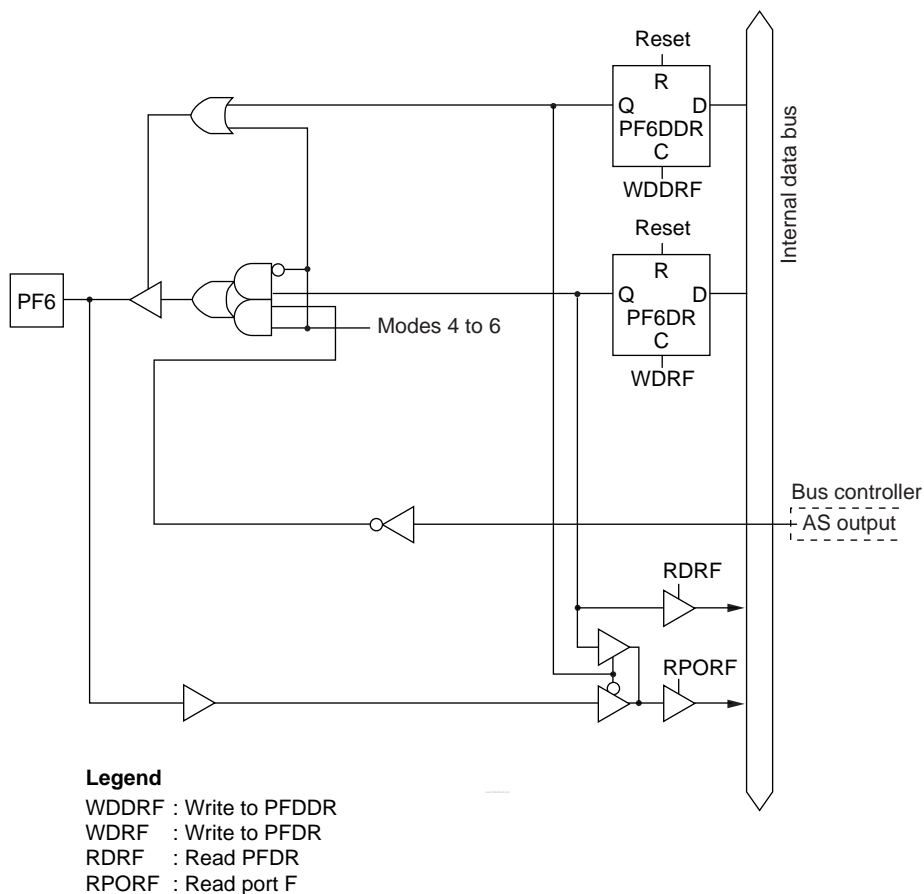 Reset
R
Q D
PF6DDR
C
WDDRF
Internal data bus
Reset
R
Q D
PF6DR
C
WDRF
PF6
Modes 4 to 6
Bus controller
AS output
RDRF
RPORF
Legend
WDDRF : Write to PFDDR
WDRF : Write to PFDR
RDRF : Read PFDR
RPORF : Read port F